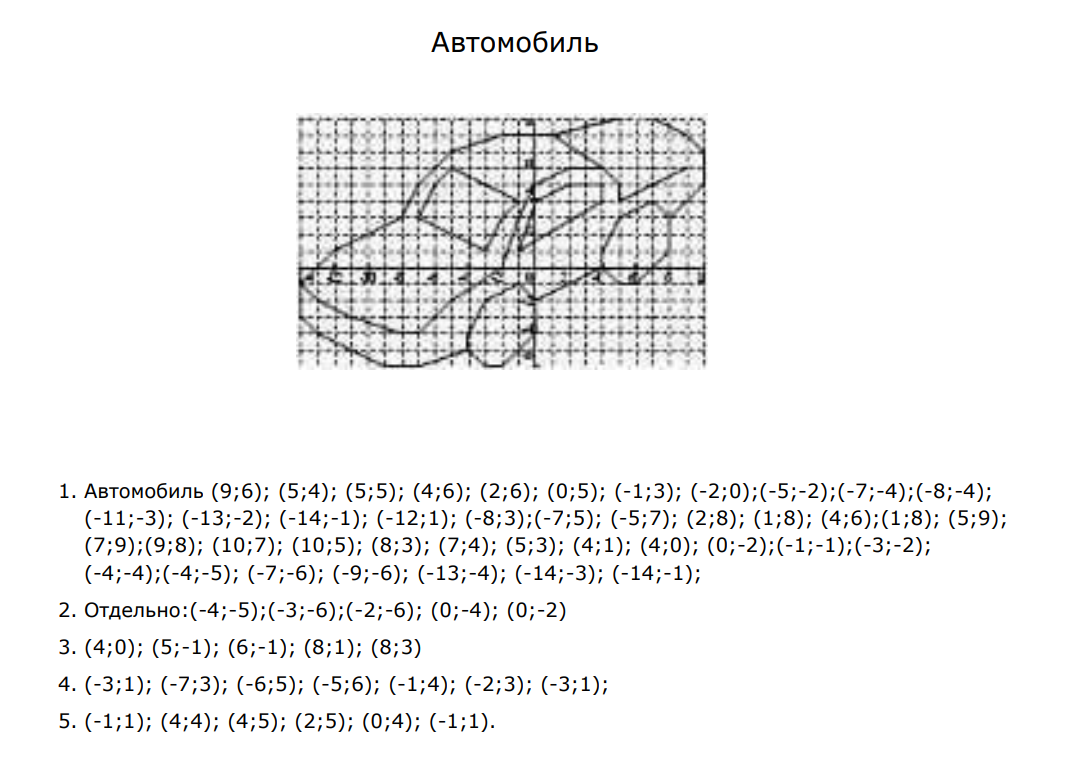 Автомобиль
1. Автомобиль (9;6); (5;4); (5;5); (4;6); (2;6); (0;5); (-1;3); (-2;0);(-5;-2);(-7;-4);(-8;-4);
(-11;-3); (-13;-2); (-14;-1); (-12;1); (-8;3);(-7;5); (-5;7); (2;8); (1;8); (4;6);(1;8); (5;9);
(7;9);(9;8); (10;7); (10;5); (8;3); (7;4); (5;3); (4;1); (4;0); (0;-2);(-1;-1);(-3;-2);
(-4;-4);(-4;-5); (-7;-6); (-9;-6); (-13;-4); (-14;-3); (-14;-1);
2. Отдельно:(-4;-5);(-3;-6);(-2;-6); (0;-4); (0;-2)
3. (4;0); (5;-1); (6;-1); (8;1); (8;3)
4. (-3;1); (-7;3); (-6;5); (-5;6); (-1;4); (-2;3); (-3;1);
5. (-1;1); (4;4); (4;5); (2;5); (0;4); (-1;1).